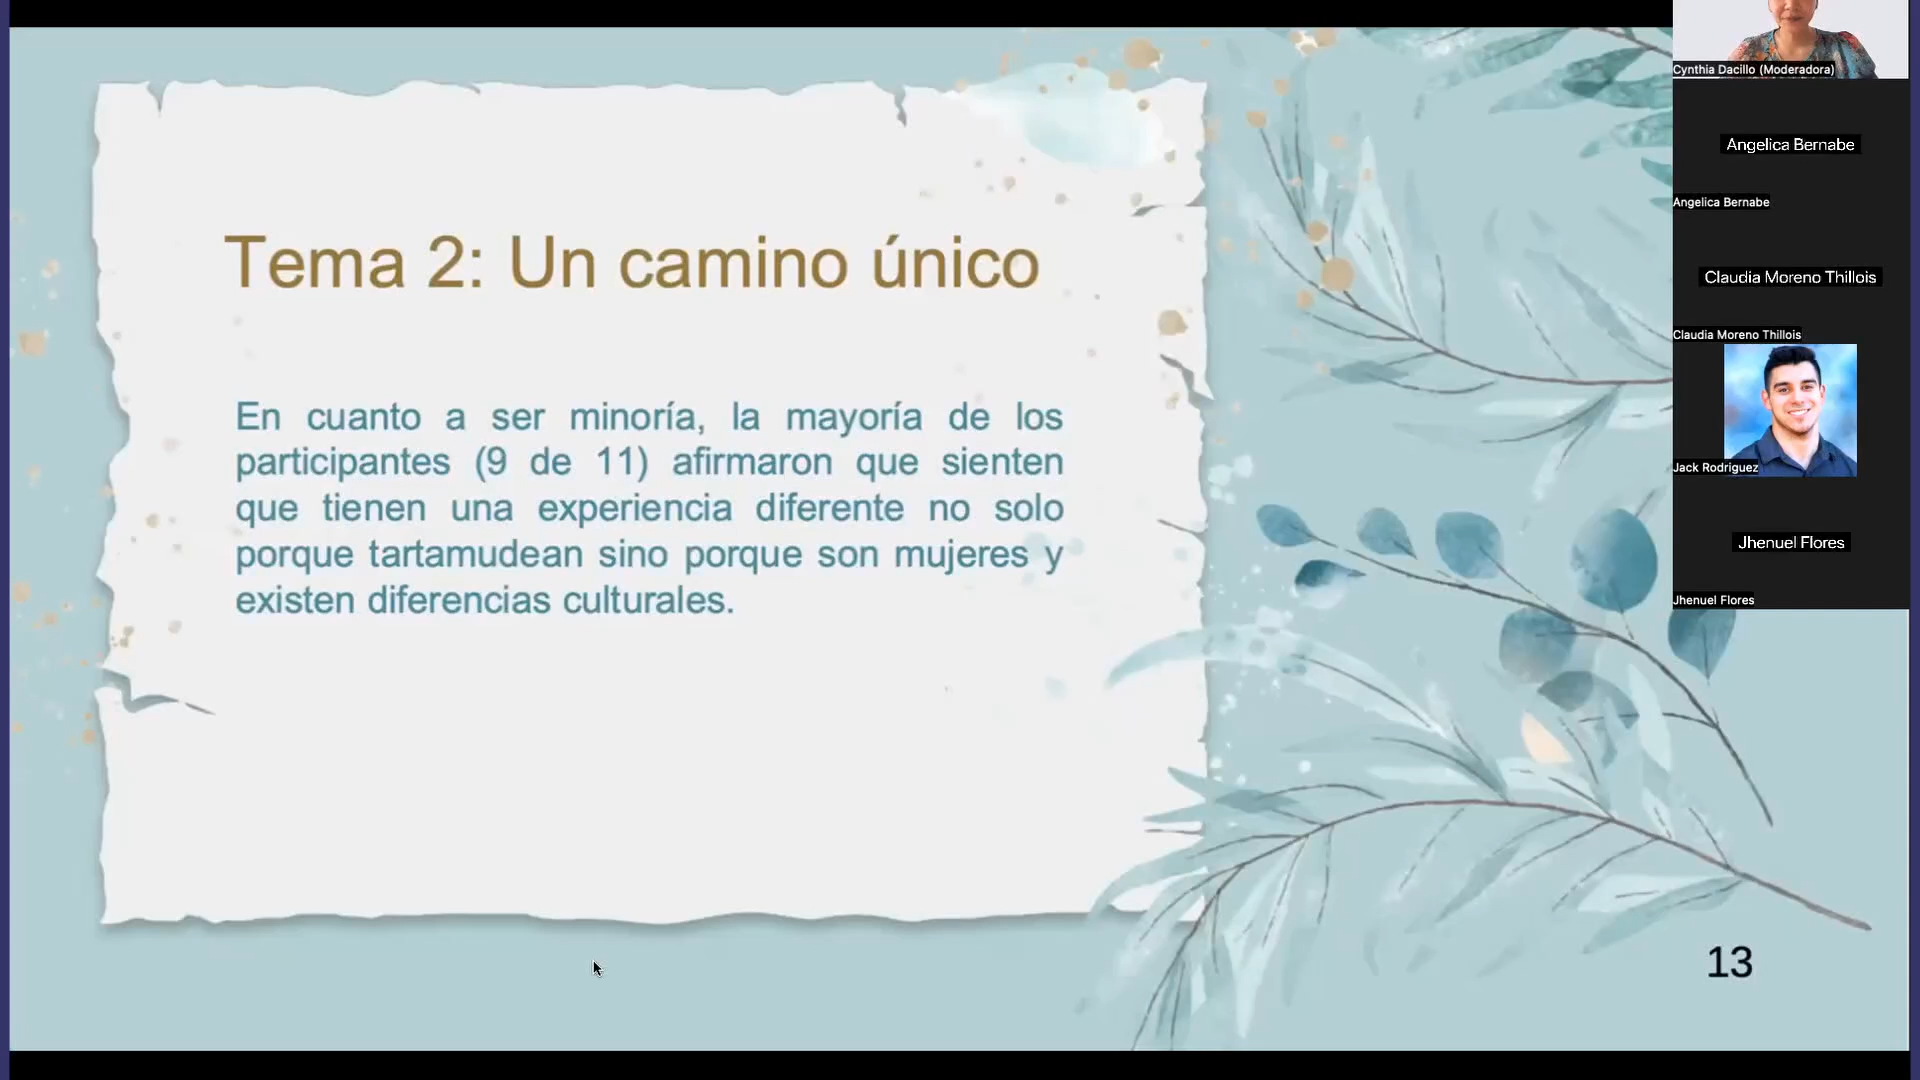 Tema 2: Un camino único
En cuanto a ser minoría, la mayoría de los
participantes (9 de 11) afirmaron que sienten
que tienen una experiencia diferente no solo
porque tartamudean sino porque son mujeres y
existen diferencias culturales.
13
Cynthia Dacillo (Moderadora)
Angelica Bernabe
Angelica Bernabe
Claudia Moreno Thillois
Claudia Moreno Thillois
Jack Rodriguez
Jhenuel Flores
Jhenuel Flores